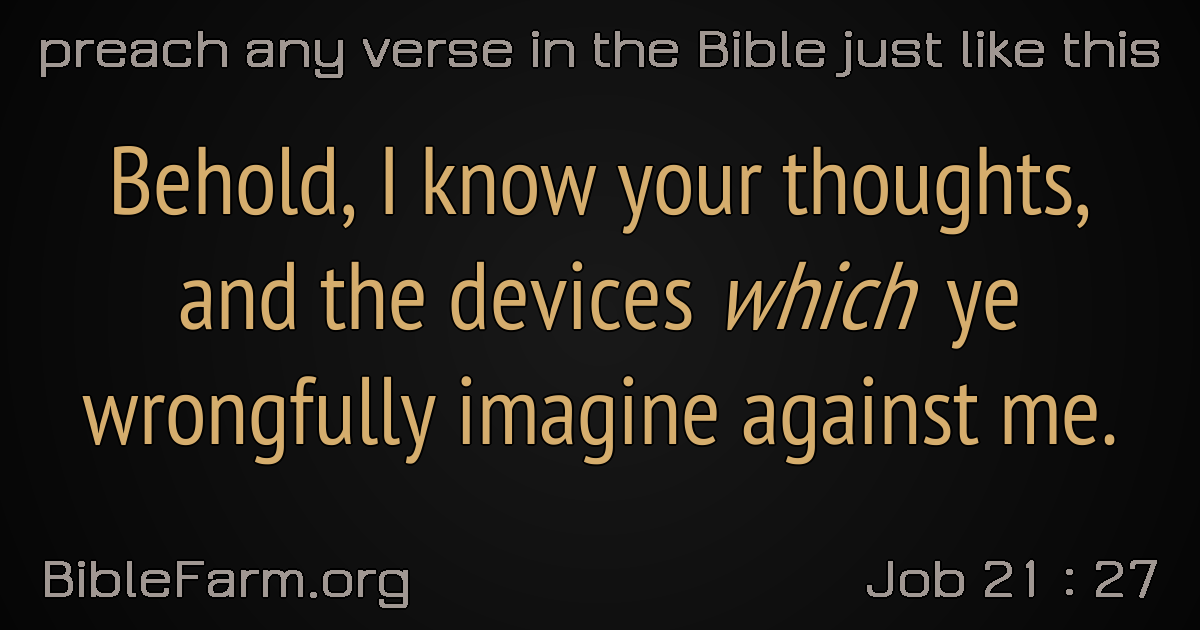 preach any verse in the Bible just like this
Behold, I know your thoughts,
and the devices which ye
wrongfully imagine against me.
BibleFarm.org
Job 21 : 27